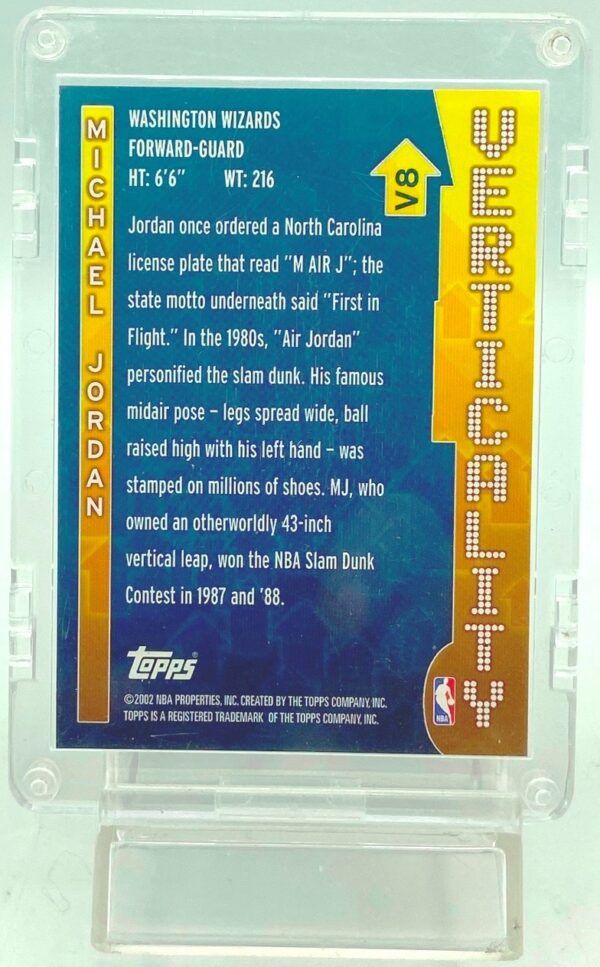 MICHAEL JORDAN
WASHINGTON WIZARDS
FORWARD-GUARD
HT: 6'6" WT: 216
V8
VERTICALITY
Jordan once ordered a North Carolina
license plate that read "M AIR J"; the
state motto underneath said "First in
Flight." In the 1980s, "Air Jordan"
personified the slam dunk. His famous
midair pose – legs spread wide, ball
raised high with his left hand – was
stamped on millions of shoes. MJ, who
owned an otherworldly 43-inch
vertical leap, won the NBA Slam Dunk
Contest in 1987 and '88.
Topps
©2002 NBA PROPERTIES, INC. CREATED BY THE TOPPS COMPANY, INC.
TOPPS IS A REGISTERED TRADEMARK OF THE TOPPS COMPANY, INC.
NBA